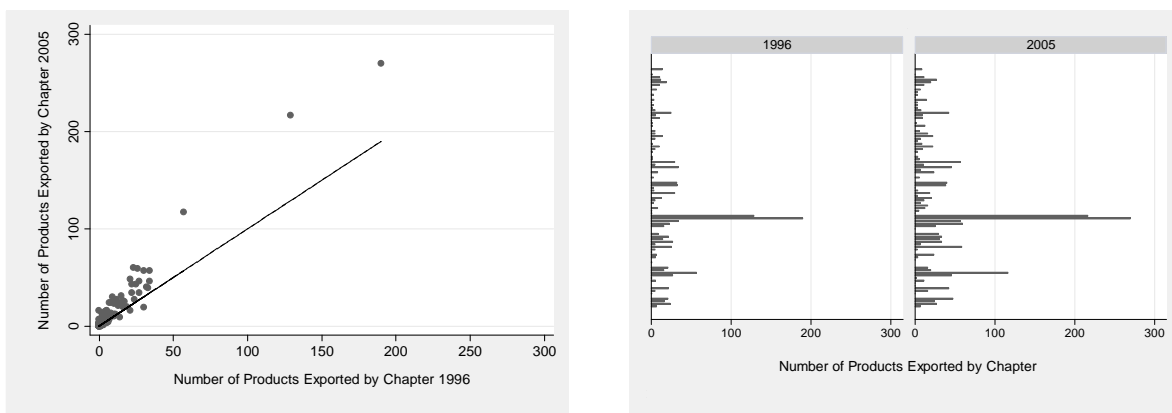 Number of Products Exported by Chapter 2005
300
200
100
0
0 50 100 150 200 250 300
Number of Products Exported by Chapter 1996
1996 2005
0 100 200 300 0 100 200 300
Number of Products Exported by Chapter